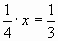 1/4 · x = 1/3